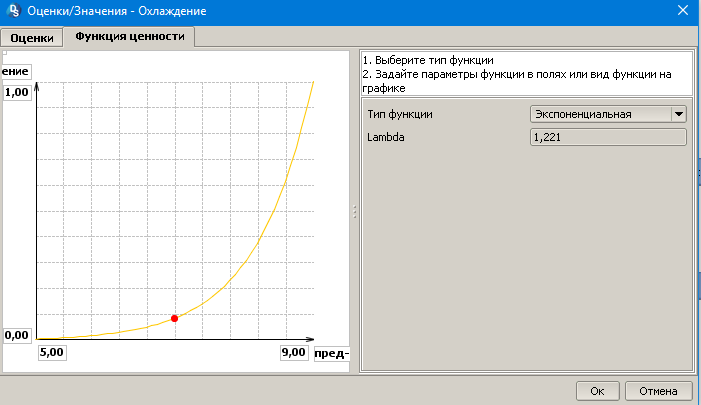 Оценки/Значения - Охлаждение
Оценки
Функция ценности
ение
1,00
0,00
5,00
9,00
пред-
1. Выберите тип функции
2. Задайте параметры функции в полях или вид функции на
графике
Тип функции
Экспоненциальная
Lambda
1,221
Ок
Отмена